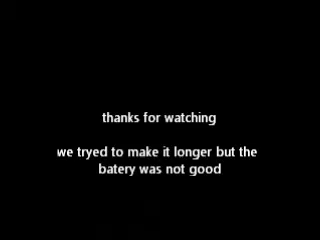 thanks for watching
we tryed to make it longer but the
batery was not good